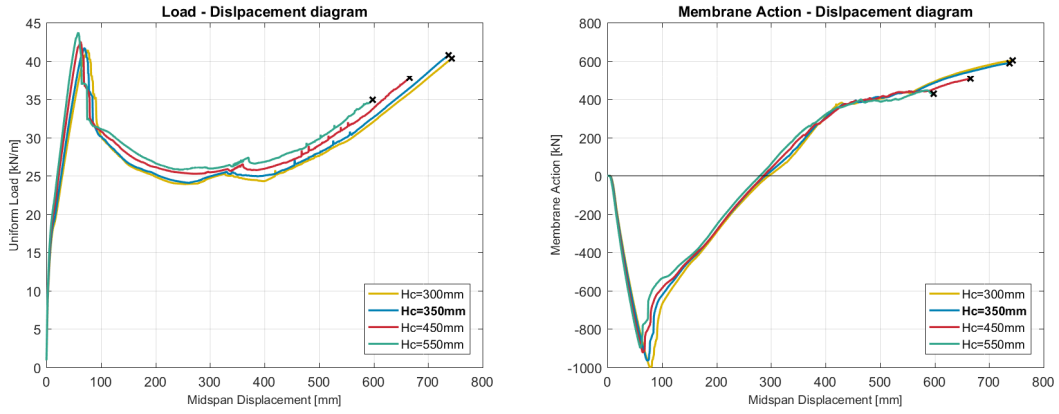 Load - Dislpacement diagram
45
40
35
30
25
20
15
10
5
0
Uniform Load [kN/m]
0 100 200 300 400 500 600 700 800
Midspan Displacement [mm]
Hc=300mm
Hc=350mm
Hc=450mm
Hc=550mm
Membrane Action - Dislpacement diagram
800
600
400
200
0
-200
-400
-600
-800
-1000
Membrane Action [kN]
0 100 200 300 400 500 600 700 800
Midspan Displacement [mm]
Hc=300mm
Hc=350mm
Hc=450mm
Hc=550mm